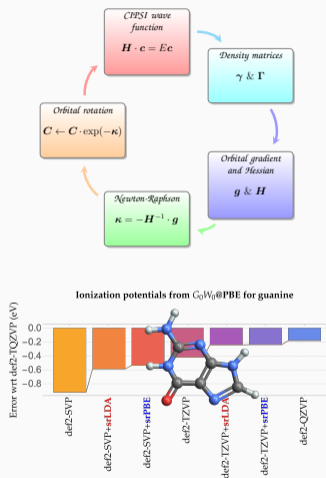 CIPSI wave
function
H · c = Ec
Density matrices
γ & Γ
Orbital rotation
C ← C · exp(−κ)
Orbital gradient
and Hessian
g & H
Newton-Raphson
κ = −H⁻¹ · g
Ionization potentials from G₀W₀@PBE for guanine
Error wrt def2-TQZVP (eV)
0.0
−0.2
−0.4
−0.6
−0.8
def2-SVP
def2-SVP+srLDA
def2-SVP+srPBE
def2-TZVP
def2-TZVP+srLDA
def2-TZVP+srPBE
def2-QZVP